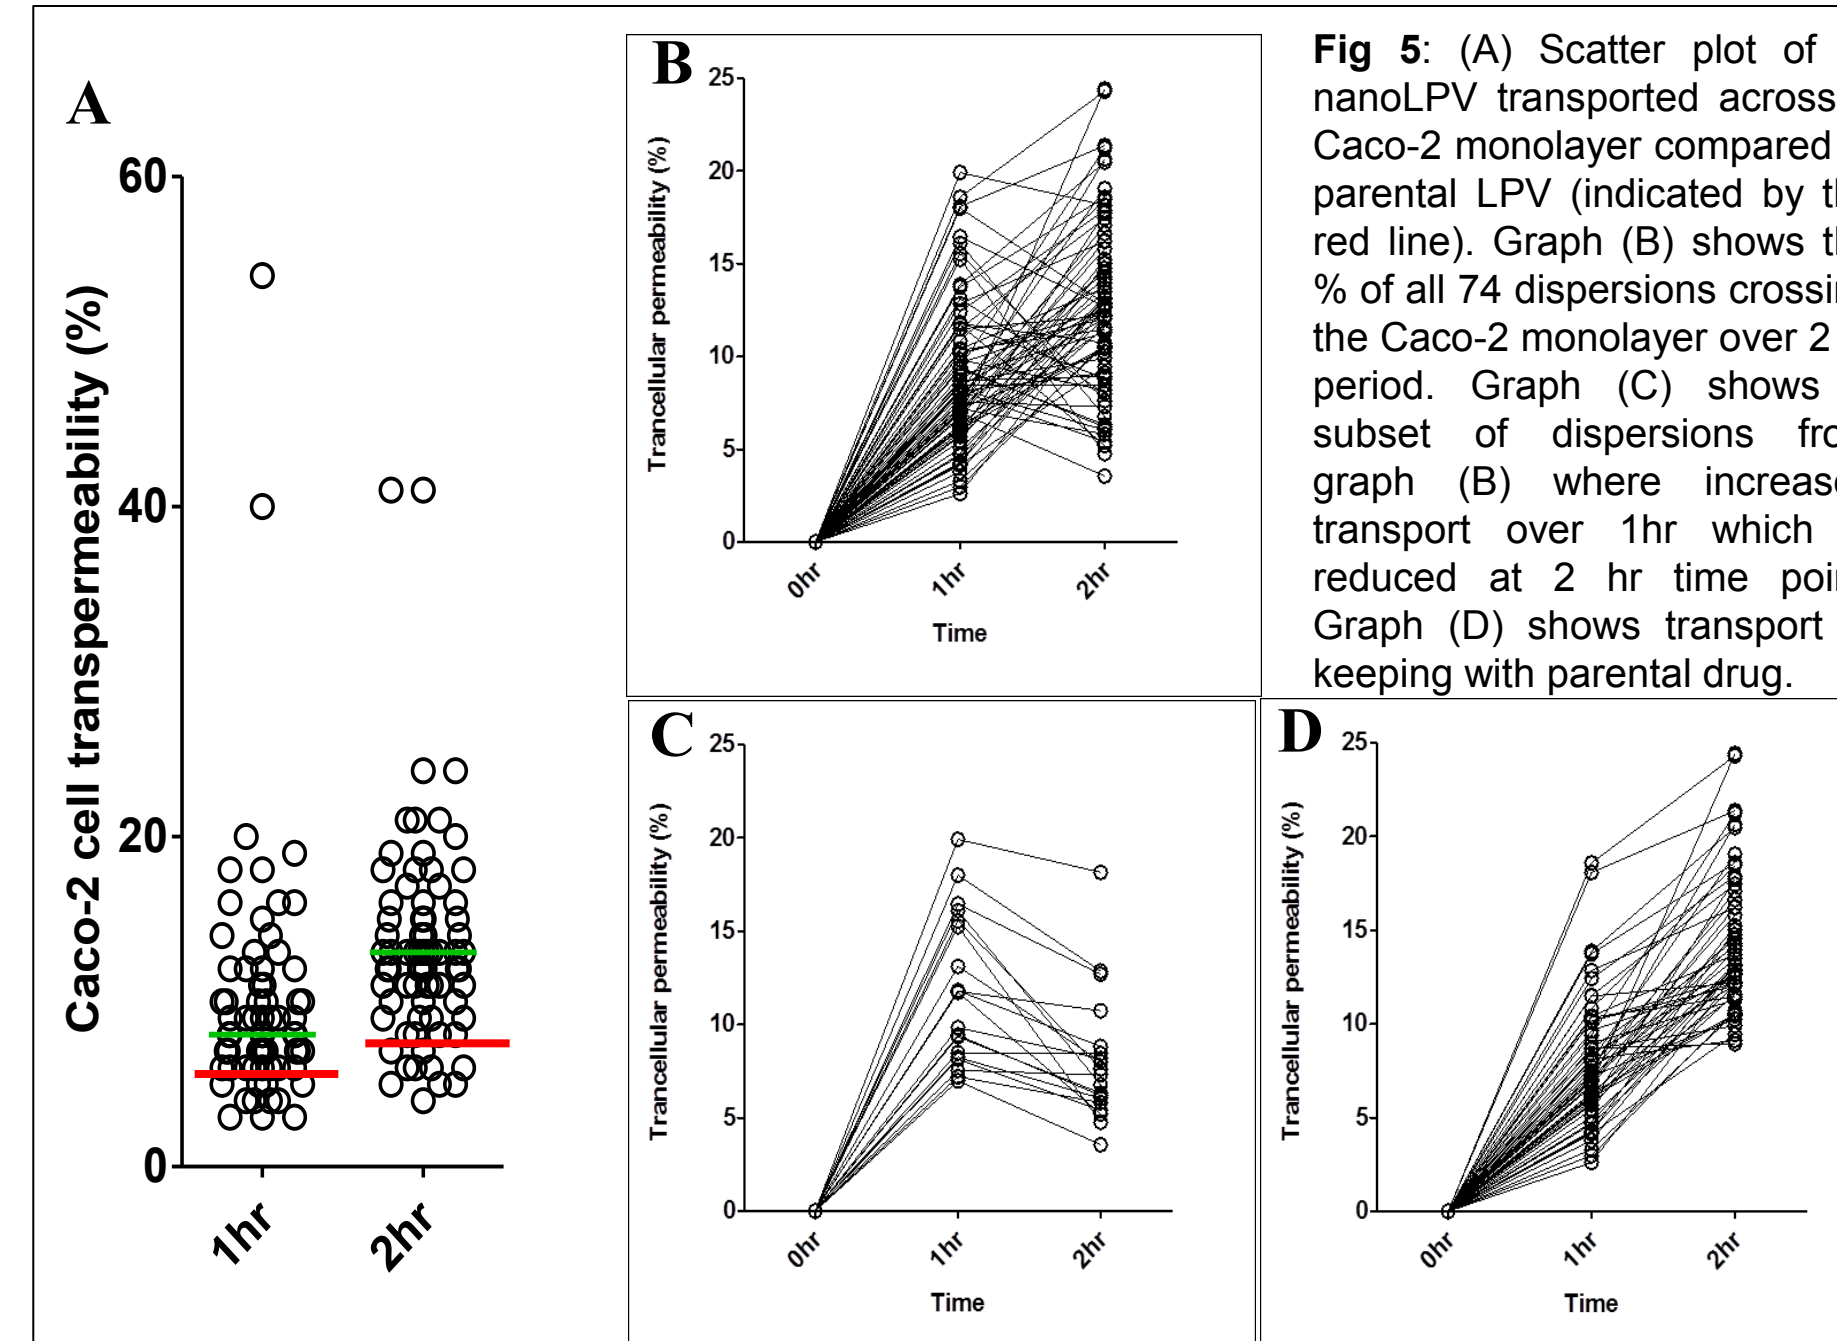 A
Caco-2 cell transpermeability (%)
60
40
20
0
1hr
2hr
B
Trancellular permeability (%)
25
20
15
10
5
0
0hr
1hr
2hr
Time
Fig 5: (A) Scatter plot of
nanoLPV transported across
Caco-2 monolayer compared
parental LPV (indicated by
red line). Graph (B) shows
% of all 74 dispersions
the Caco-2 monolayer over 2
period. Graph (C) shows
subset of dispersions
graph (B) where
transport over 1hr which
reduced at 2 hr time
Graph (D) shows transport
keeping with parental drug.
C
Trancellular permeability (%)
25
20
15
10
5
0
0hr
1hr
2hr
Time
D
Trancellular permeability (%)
25
20
15
10
5
0
0hr
1hr
2hr
Time